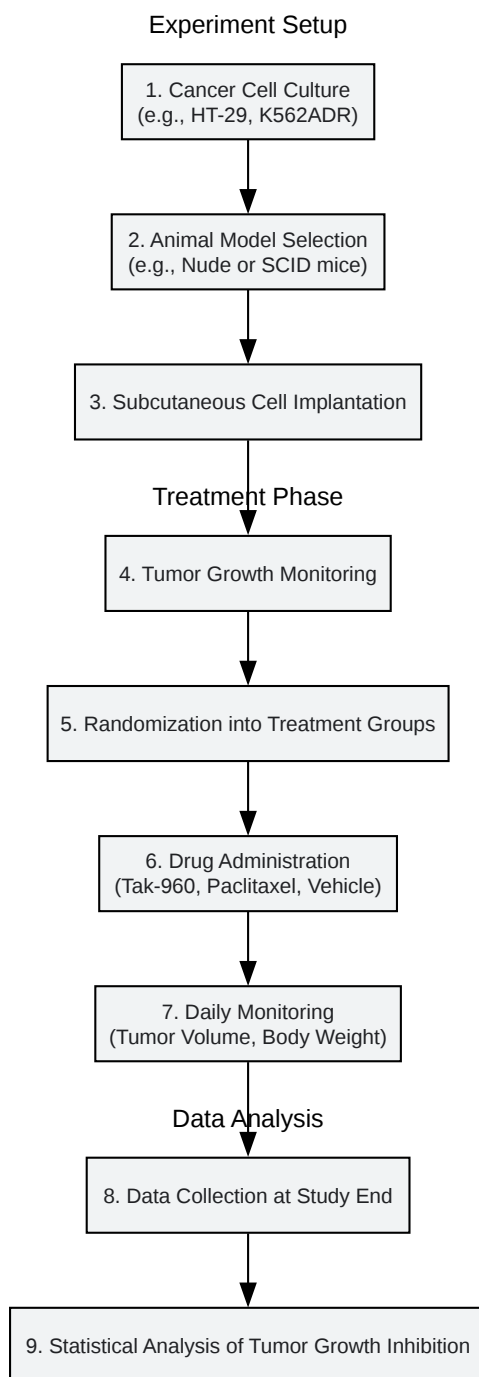 Experiment Setup
1. Cancer Cell Culture
(e.g., HT-29, K562ADR)
2. Animal Model Selection
(e.g., Nude or SCID mice)
3. Subcutaneous Cell Implantation
Treatment Phase
4. Tumor Growth Monitoring
5. Randomization into Treatment Groups
6. Drug Administration
(Tak-960, Paclitaxel, Vehicle)
7. Daily Monitoring
(Tumor Volume, Body Weight)
Data Analysis
8. Data Collection at Study End
9. Statistical Analysis of Tumor Growth Inhibition